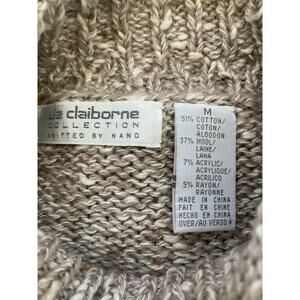 liz claiborne
COLLECTION
KNITTED BY HAND
M
51% COTTON/
COTON/
ALGODON
37% WOOL/
LAINE/
LANA
7% ACRYLIC/
ACRYLIQUE/
ACRILICO
5% RAYON/
RAYONNE
MADE IN CHINA
FAIT EN CHINE
HECHO EN CHINA
OVER/AU VERSO↓